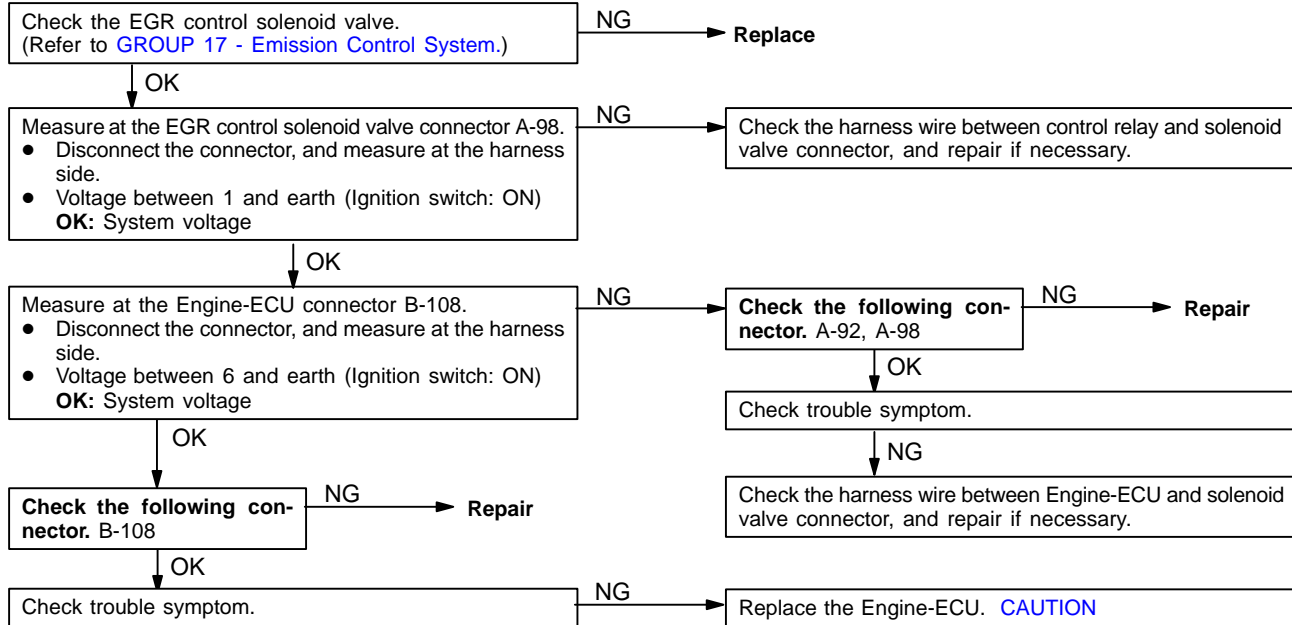 Check the EGR control solenoid valve.
(Refer to GROUP 17 - Emission Control System.)
NG
Replace
OK
Measure at the EGR control solenoid valve connector A-98.
● Disconnect the connector, and measure at the harness
side.
● Voltage between 1 and earth (Ignition switch: ON)
OK: System voltage
NG
Check the harness wire between control relay and solenoid
valve connector, and repair if necessary.
OK
Measure at the Engine-ECU connector B-108.
● Disconnect the connector, and measure at the harness
side.
● Voltage between 6 and earth (Ignition switch: ON)
OK: System voltage
NG
Check the following con-
nector. A-92, A-98
NG
Repair
OK
Check trouble symptom.
NG
Check the harness wire between Engine-ECU and solenoid
valve connector, and repair if necessary.
OK
Check the following con-
nector. B-108
NG
Repair
OK
Check trouble symptom.
NG
Replace the Engine-ECU. CAUTION